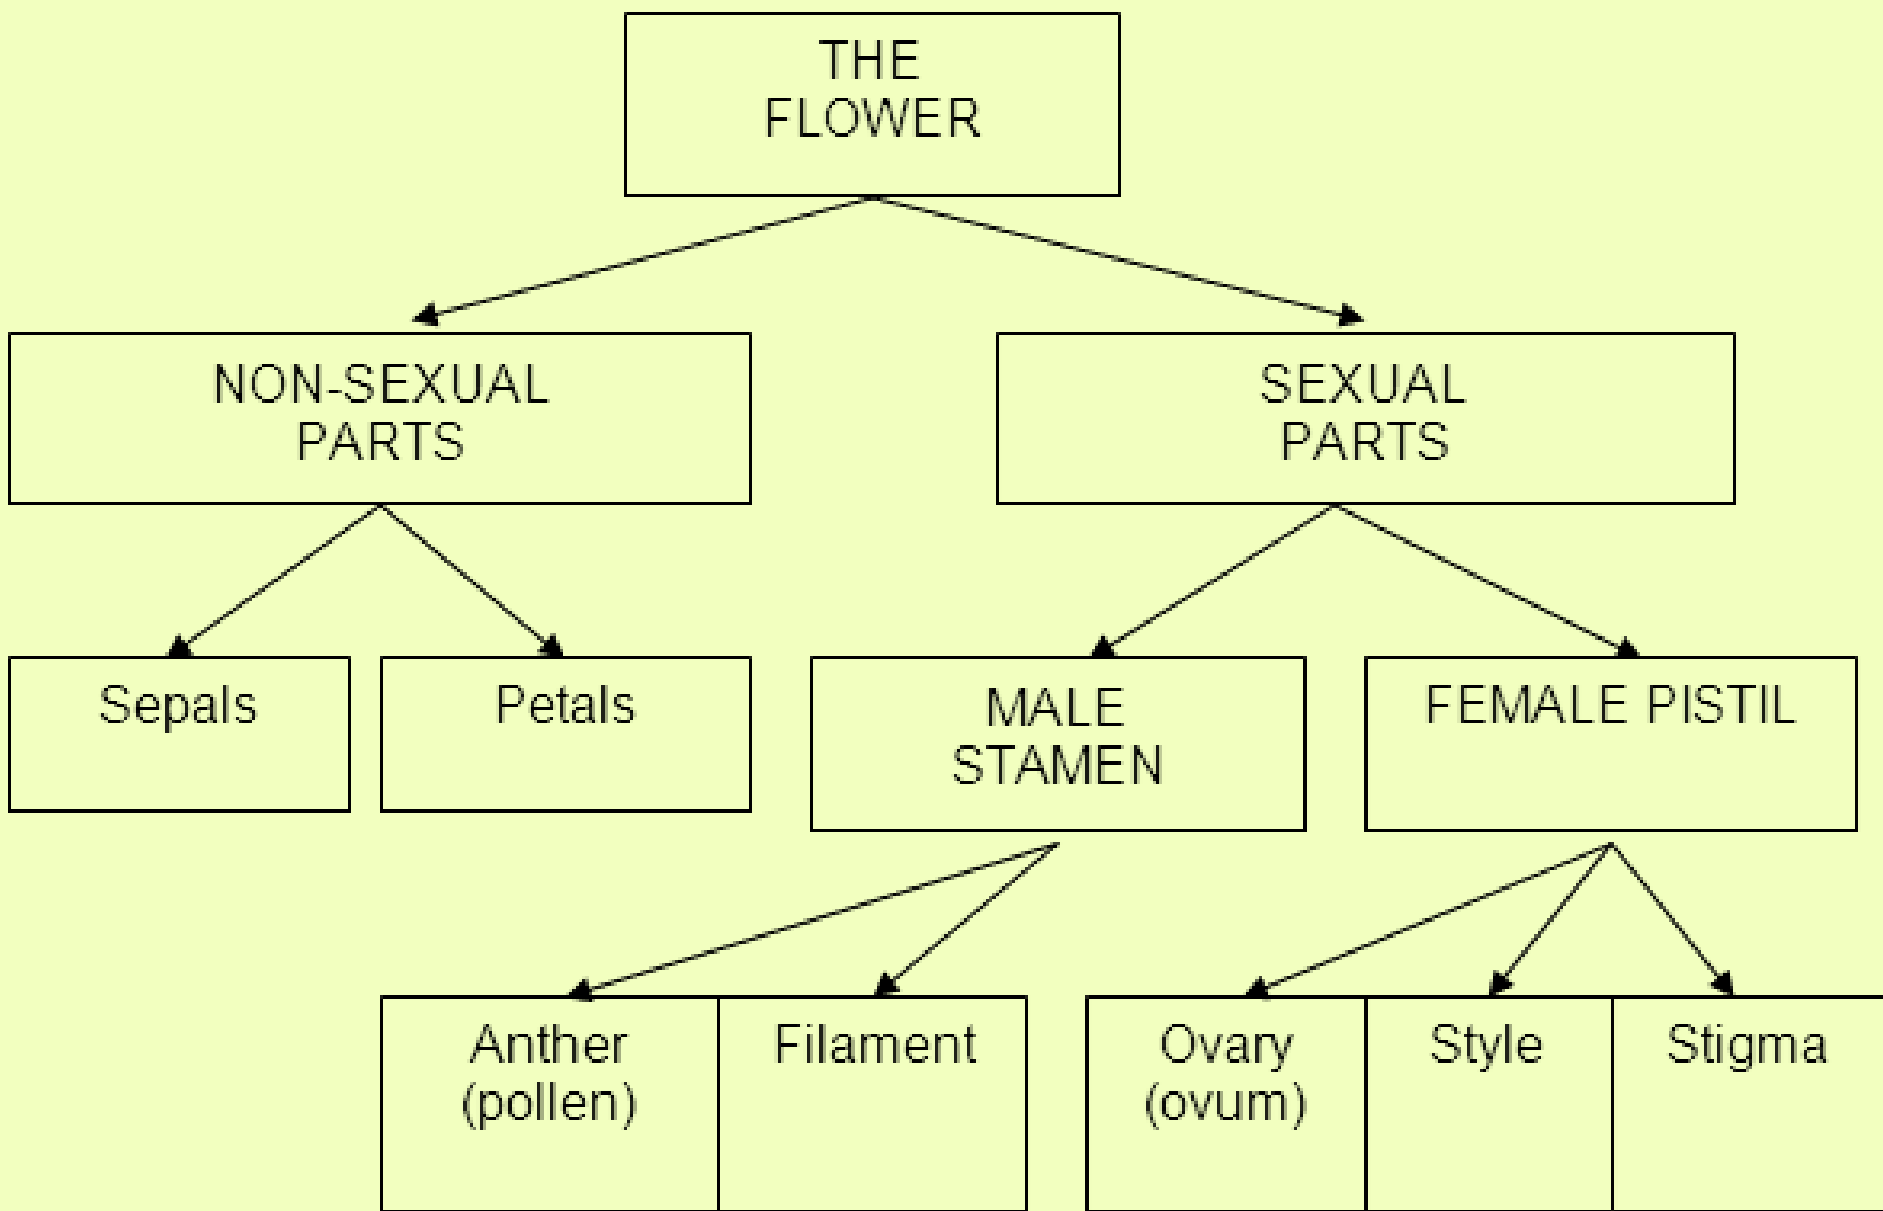 THE
FLOWER
NON-SEXUAL
PARTS
SEXUAL
PARTS
Sepals
Petals
MALE
STAMEN
FEMALE PISTIL
Anther
(pollen)
Filament
Ovary
(ovum)
Style
Stigma